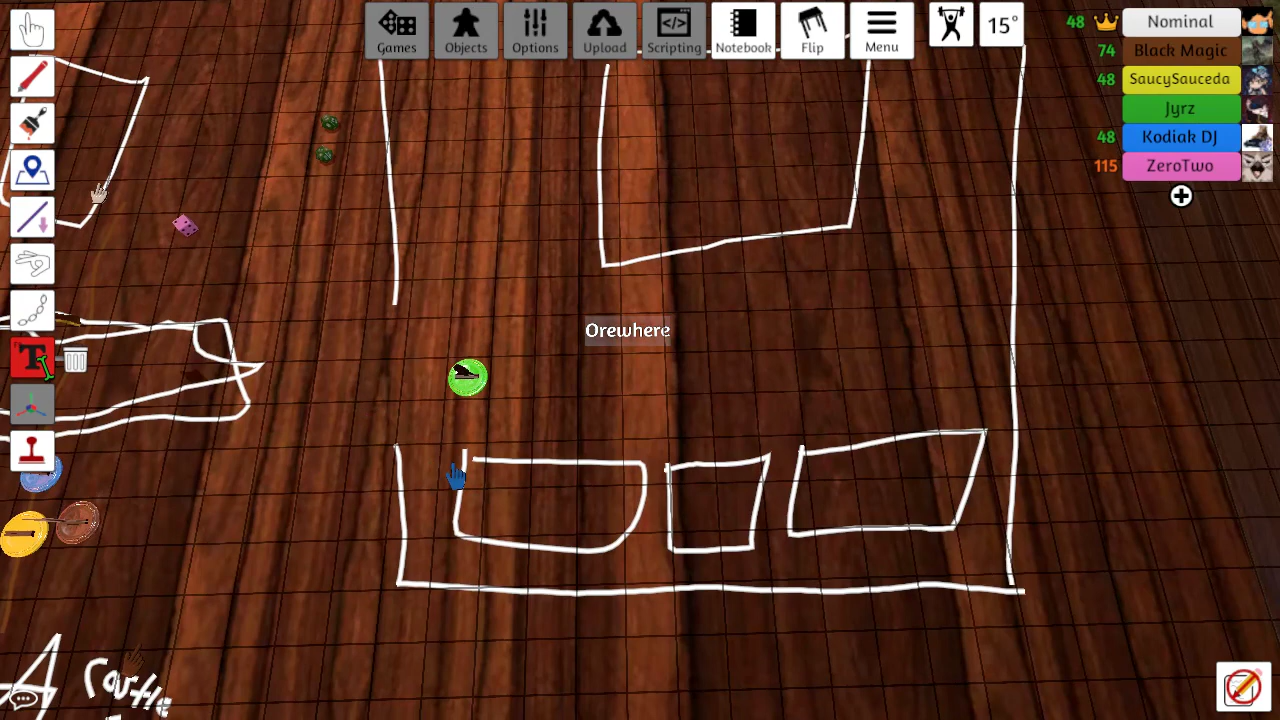 Games
Objects
Options
Upload
Scripting
Notebook
Flip
Menu
15°
48 Nominal
74 Black Magic
48 SaucySauceda
Jyrz
48 Kodiak DJ
115 ZeroTwo
Orewhere
A